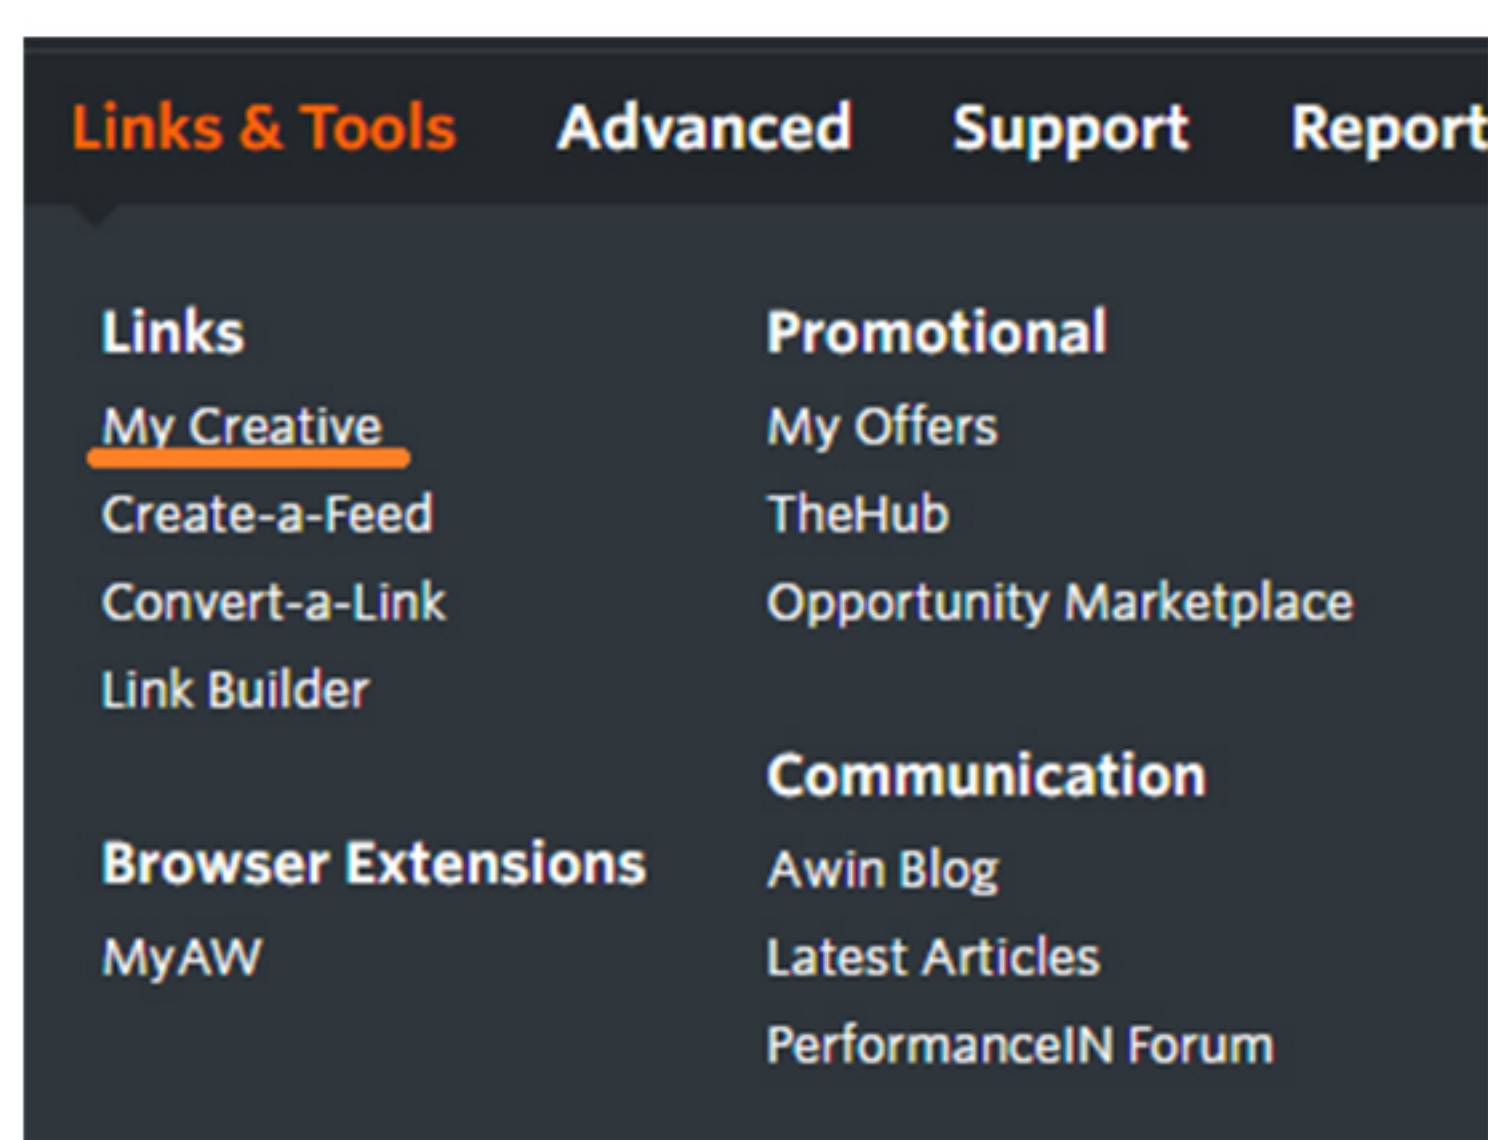 Links & Tools Advanced Support Report
Links
My Creative
Create-a-Feed
Convert-a-Link
Link Builder
Browser Extensions
MyAW
Promotional
My Offers
TheHub
Opportunity Marketplace
Communication
Awin Blog
Latest Articles
PerformanceIN Forum